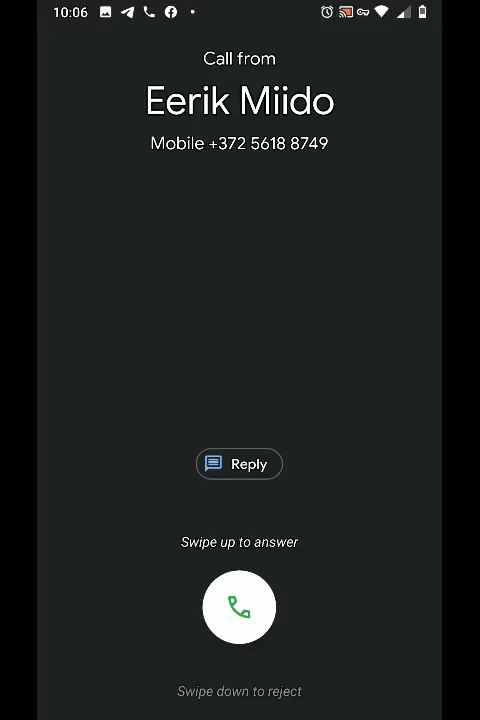 10:06
Call from
Eerik Miido
Mobile +372 5618 8749
Reply
Swipe up to answer
Swipe down to reject